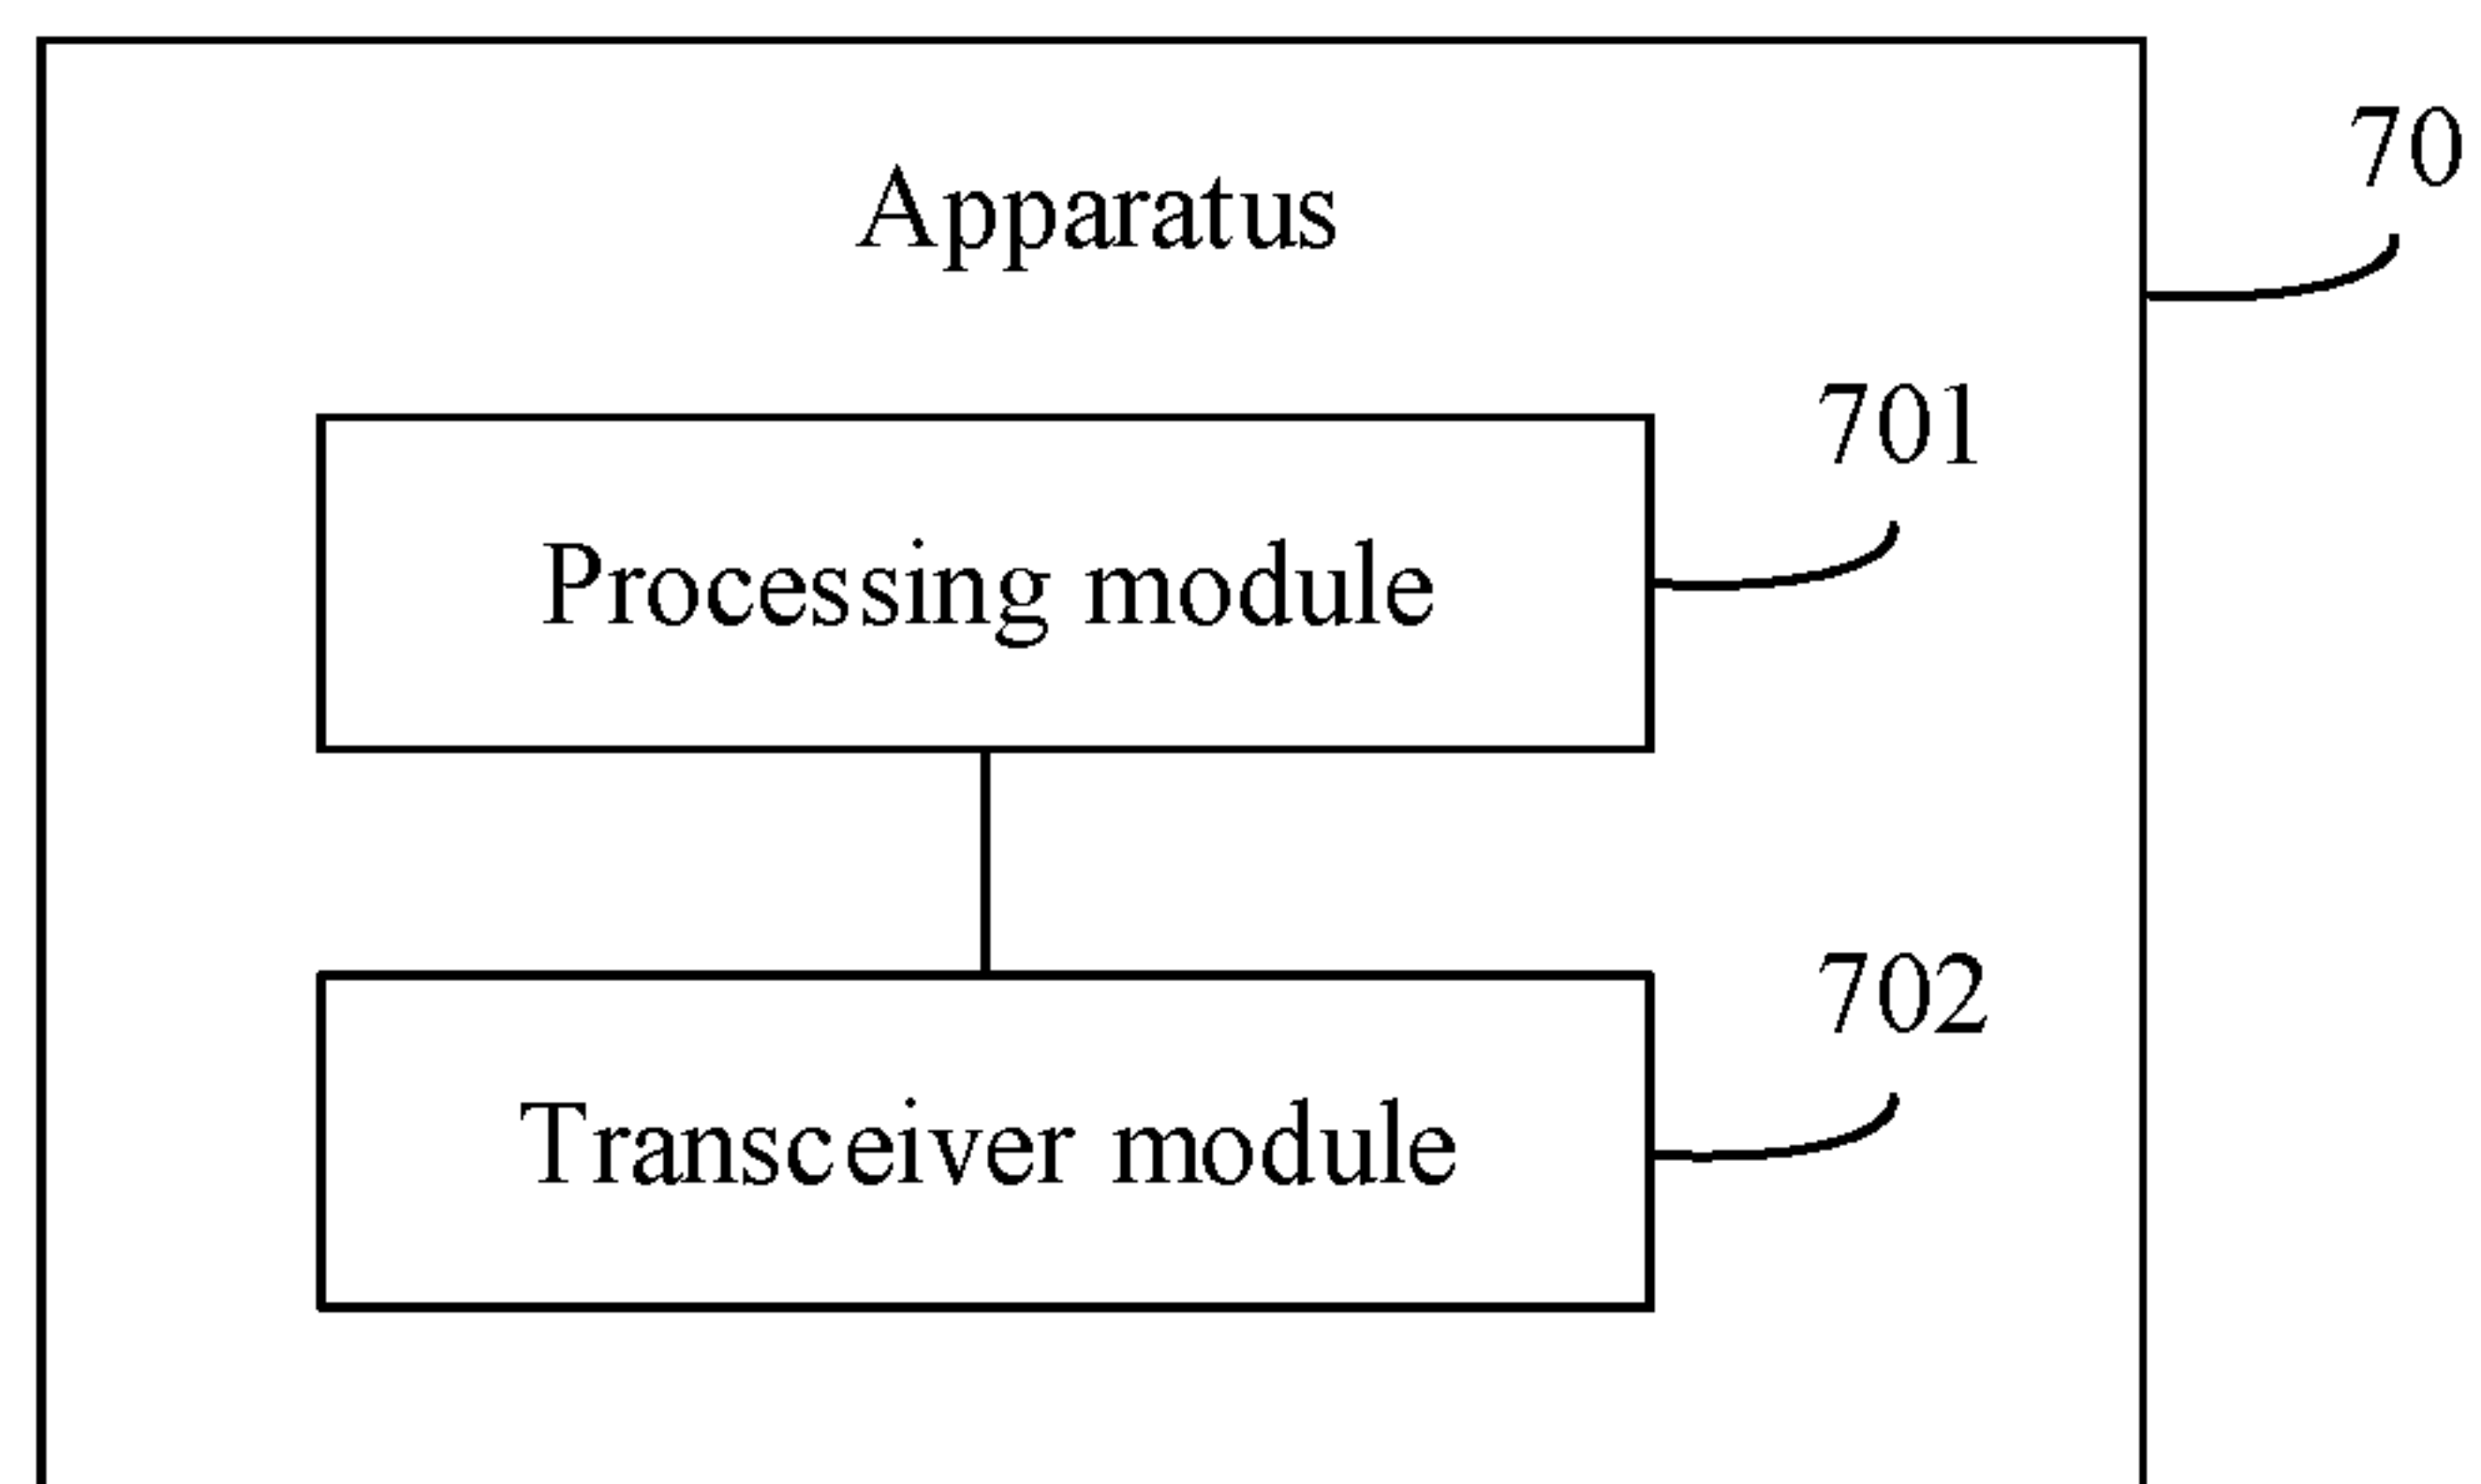 70
Apparatus
701
Processing module
702
Transceiver module